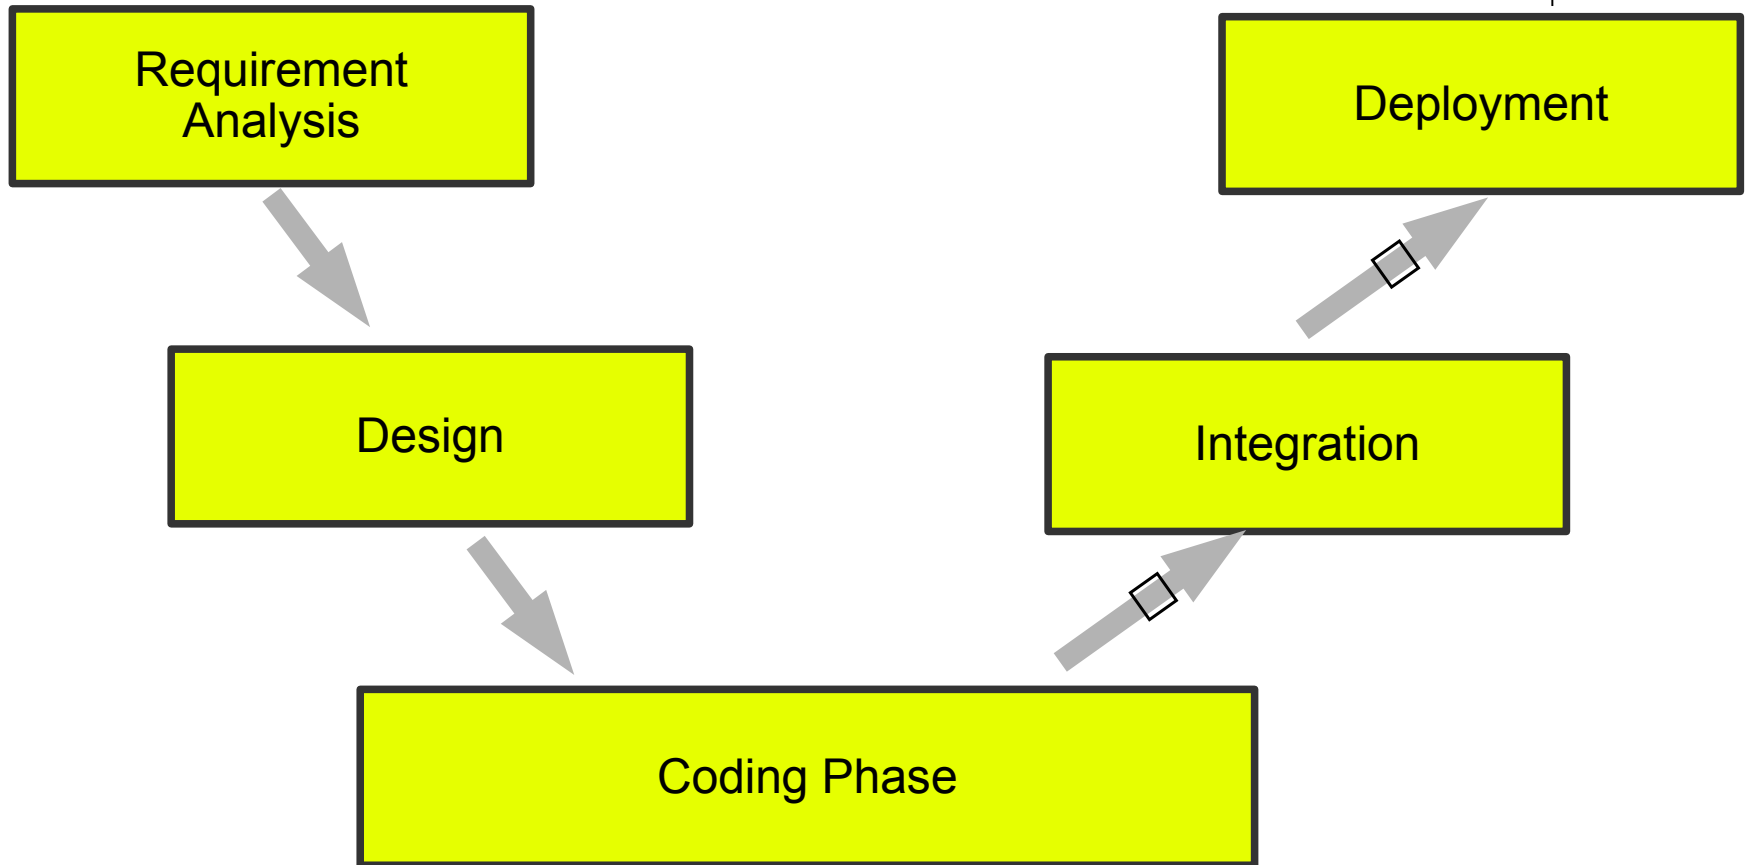 Requirement
Analysis
Deployment
Design
Integration
Coding Phase